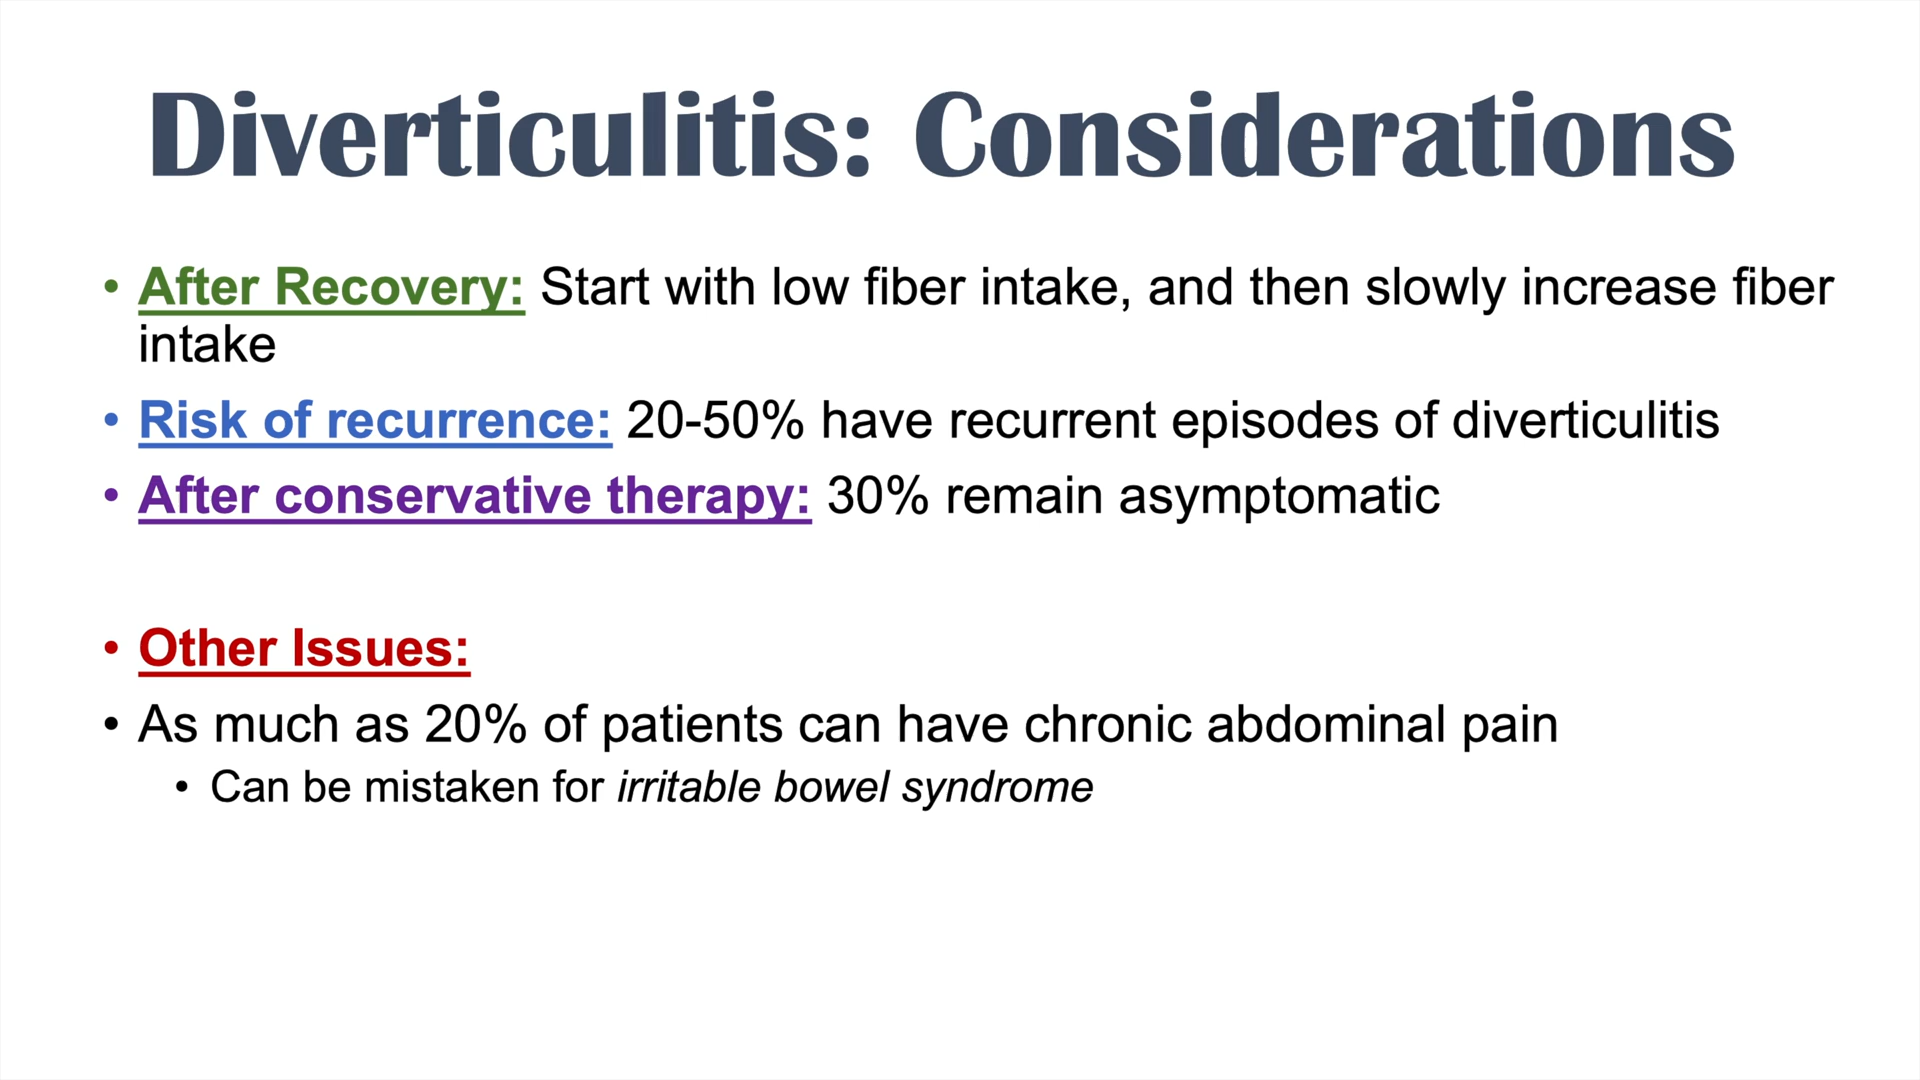 Diverticulitis: Considerations
• After Recovery: Start with low fiber intake, and then slowly increase fiber
intake
• Risk of recurrence: 20-50% have recurrent episodes of diverticulitis
• After conservative therapy: 30% remain asymptomatic
• Other Issues:
• As much as 20% of patients can have chronic abdominal pain
• Can be mistaken for irritable bowel syndrome